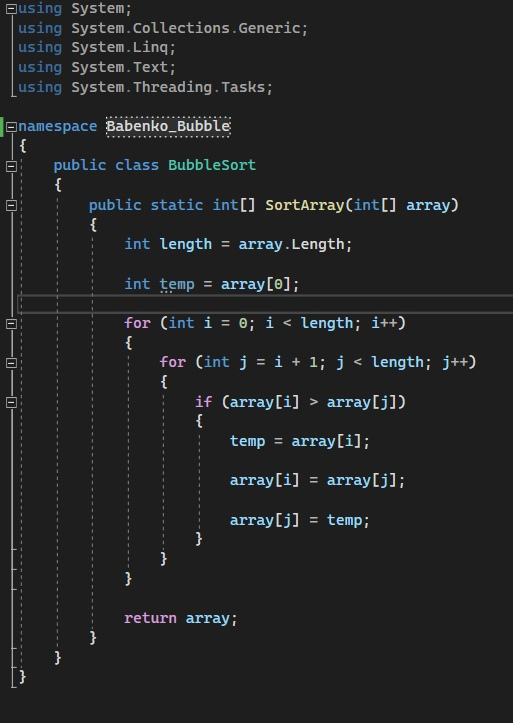 using System;
using System.Collections.Generic;
using System.Linq;
using System.Text;
using System.Threading.Tasks;
namespace Babenko_Bubble
{
public class BubbleSort
{
public static int[] SortArray(int[] array)
{
int length = array.Length;
int temp = array[0];
for (int i = 0; i < length; i++)
{
for (int j = i + 1; j < length; j++)
{
if (array[i] > array[j])
{
temp = array[i];
array[i] = array[j];
array[j] = temp;
}
}
}
return array;
}
}
}